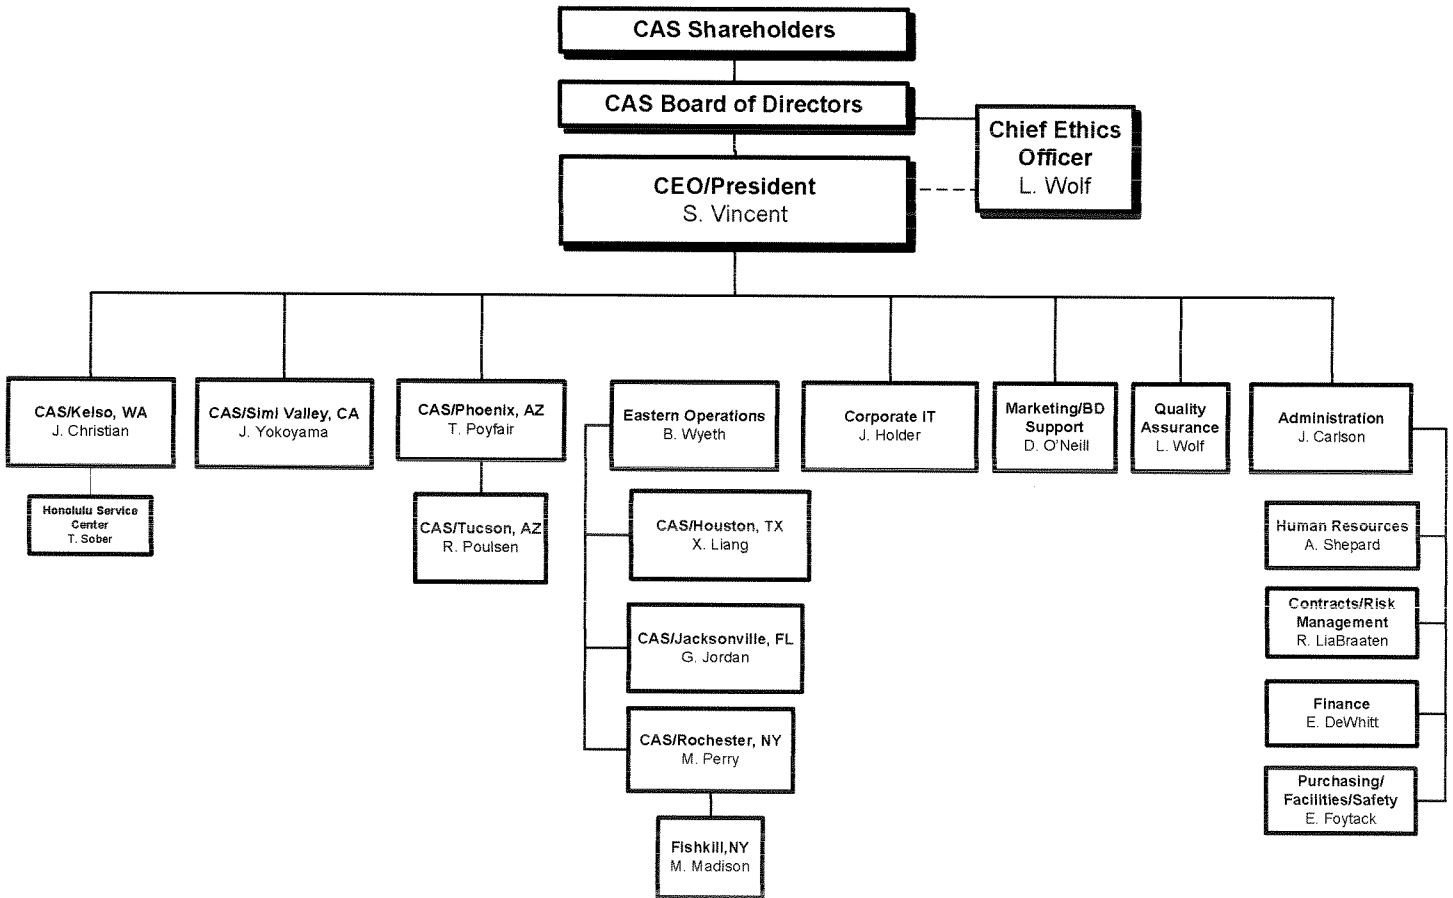 CAS Shareholders
CAS Board of Directors
Chief Ethics
Officer
L. Wolf
CEO/President
S. Vincent
CAS/Kelso, WA
J. Christian
CAS/Simi Valley, CA
J. Yokoyama
CAS/Phoenix, AZ
T. Poyfair
Eastern Operations
B. Wyeth
Corporate IT
J. Holder
Marketing/BD
Support
D. O'Neill
Quality
Assurance
L. Wolf
Administration
J. Carlson
Honolulu Service
Center
T. Sober
CAS/Tucson, AZ
R. Poulsen
CAS/Houston, TX
X. Liang
CAS/Jacksonville, FL
G. Jordan
CAS/Rochester, NY
M. Perry
Fishkill,NY
M. Madison
Human Resources
A. Shepard
Contracts/Risk
Management
R. LiaBraaten
Finance
E. DeWhitt
Purchasing/
Facilities/Safety
E. Foytack